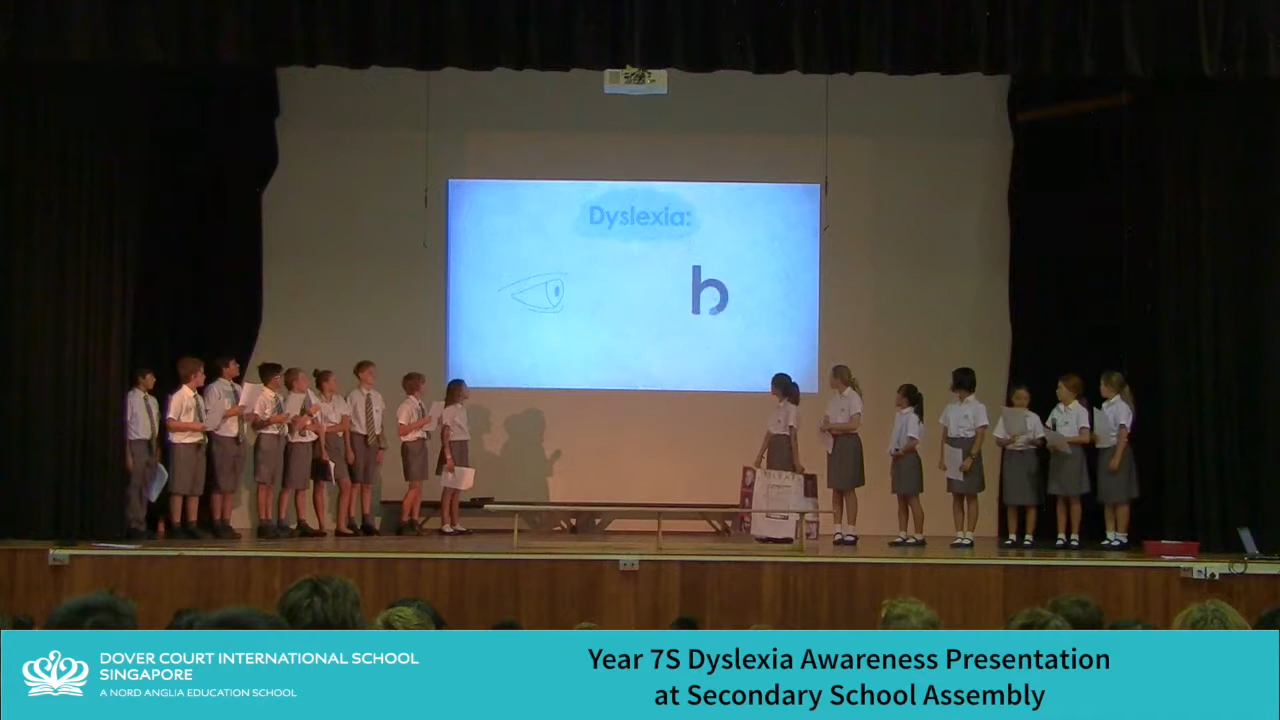 Dyslexia:
b
DOVER COURT INTERNATIONAL SCHOOL
SINGAPORE
A NORD ANGLIA EDUCATION SCHOOL
Year 7S Dyslexia Awareness Presentation
at Secondary School Assembly